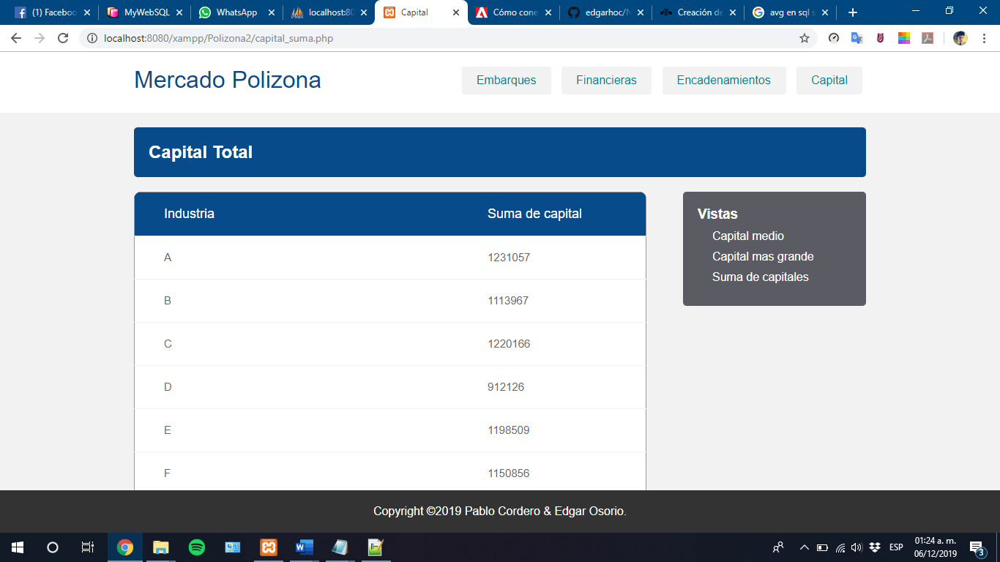 (1) Faceboo
MyWebSQL
WhatsApp
localhost:80
Capital
Cómo cone
edgarhoc/N
Creación de
avg en sql s
localhost:8080/xampp/Polizona2/capital_suma.php
Mercado Polizona
Embarques
Financieras
Encadenamientos
Capital
Capital Total
Industria Suma de capital
A 1231057
B 1113967
C 1220166
D 912126
E 1198509
F 1150856
Vistas
Capital medio
Capital mas grande
Suma de capitales
Copyright ©2019 Pablo Cordero & Edgar Osorio.
ESP
01:24 a. m.
06/12/2019
3